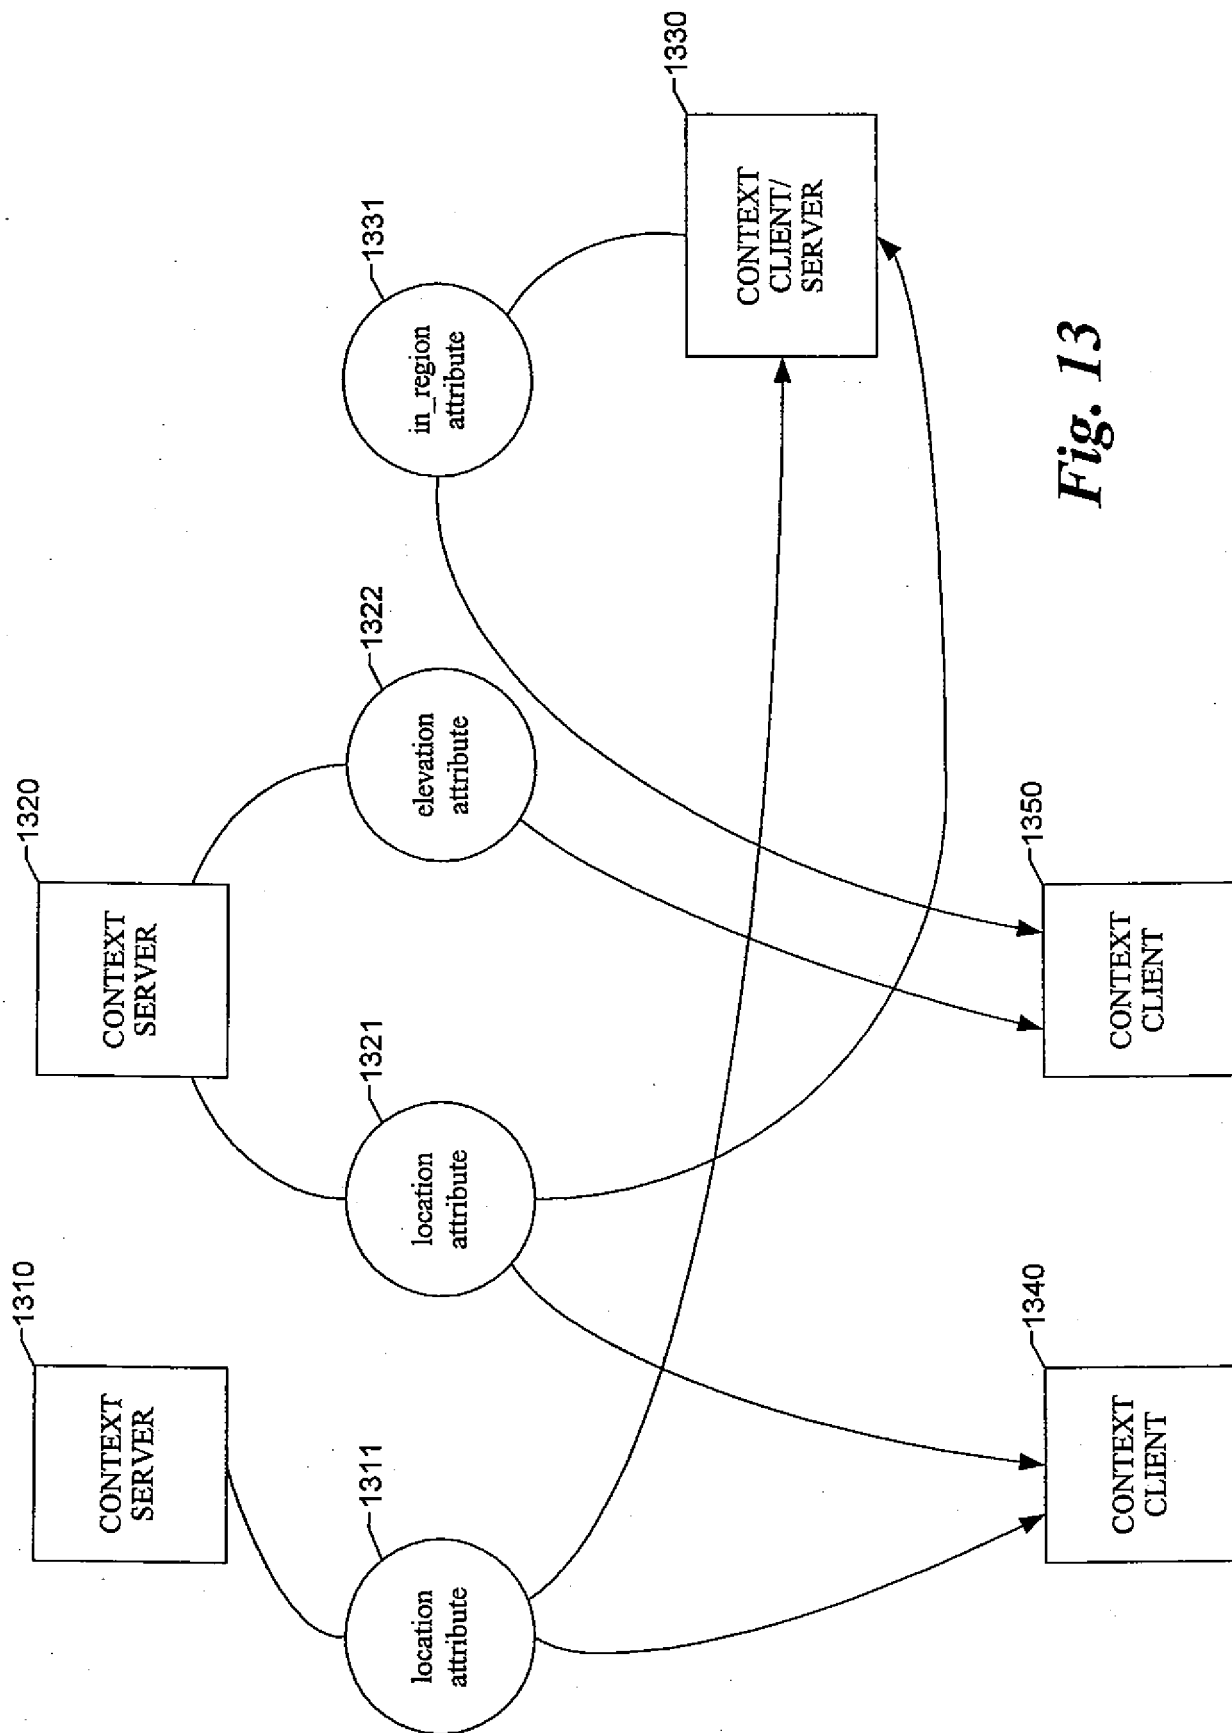 1310
CONTEXT
SERVER
1320
CONTEXT
SERVER
1311
location
attribute
1321
location
attribute
1322
elevation
attribute
1331
in_region
attribute
1330
CONTEXT
CLIENT/
SERVER
1340
CONTEXT
CLIENT
1350
CONTEXT
CLIENT
Fig. 13